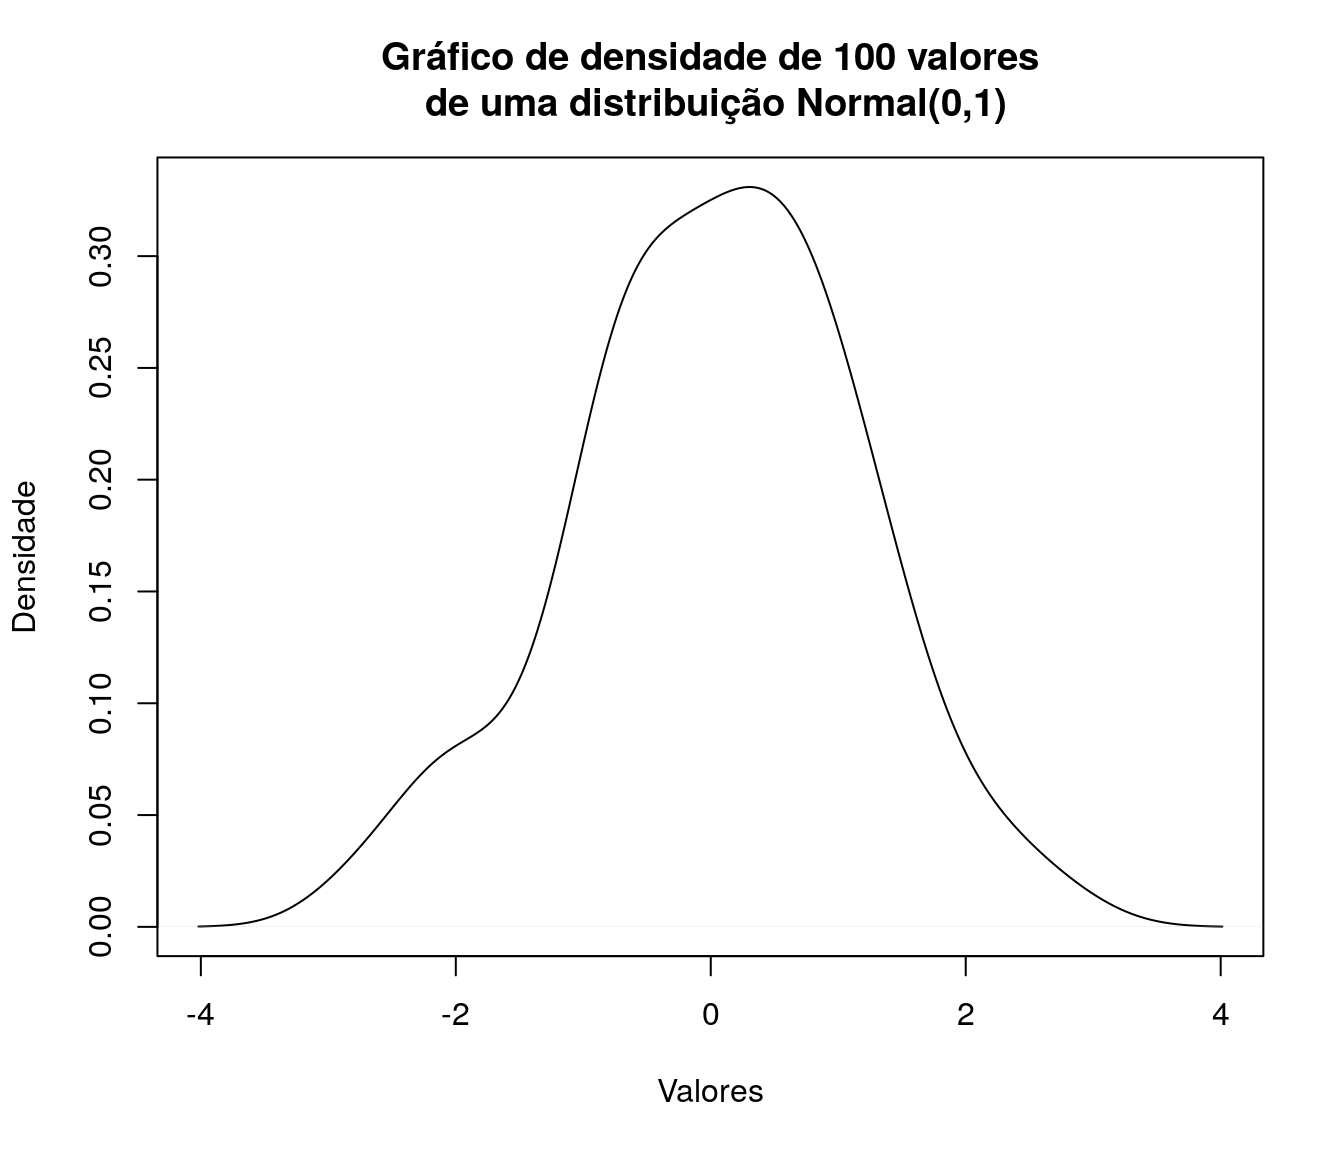 Gráfico de densidade de 100 valores
de uma distribuição Normal(0,1)
Densidade
0.30
0.25
0.20
0.15
0.10
0.05
0.00
-4 -2 0 2 4
Valores